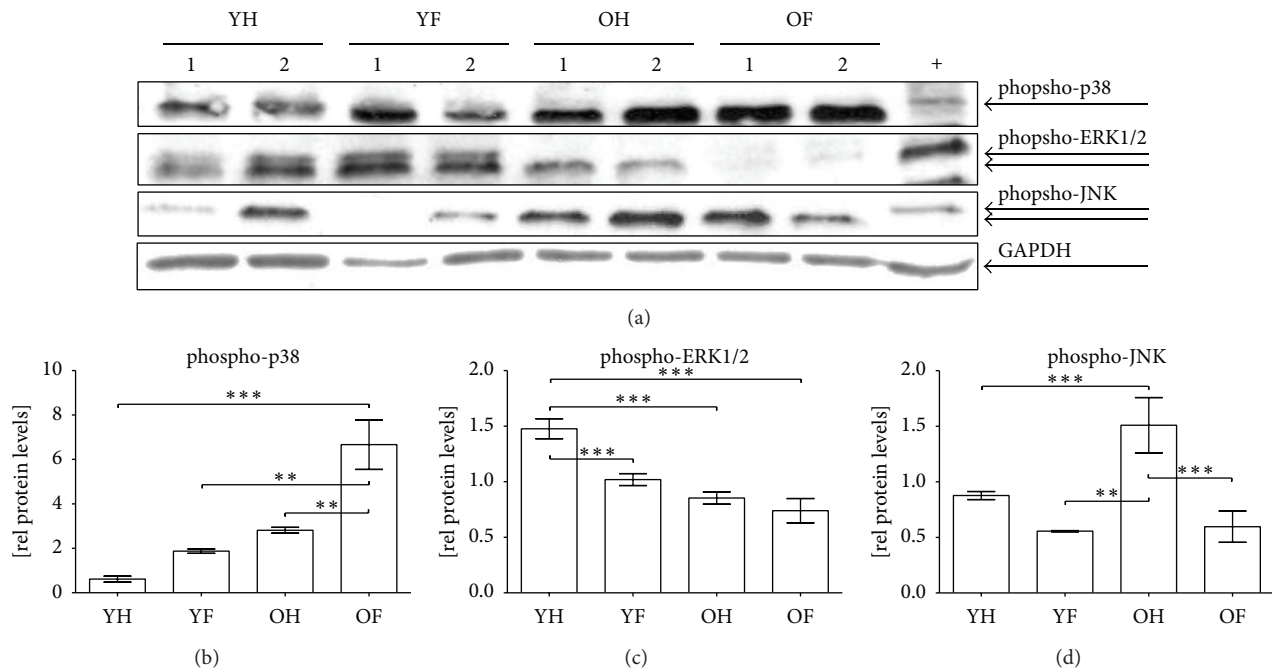 YH YF OH OF
1 2 1 2 1 2 1 2 +
phopsho-p38
phopsho-ERK1/2
phopsho-JNK
GAPDH
(a)
phospho-p38
[rel protein levels]
10
8
6
4
2
0
***
**
**
YH YF OH OF
(b)
phospho-ERK1/2
[rel protein levels]
2.0
1.5
1.0
0.5
0.0
***
***
***
YH YF OH OF
(c)
phospho-JNK
[rel protein levels]
2.0
1.5
1.0
0.5
0.0
***
***
**
YH YF OH OF
(d)